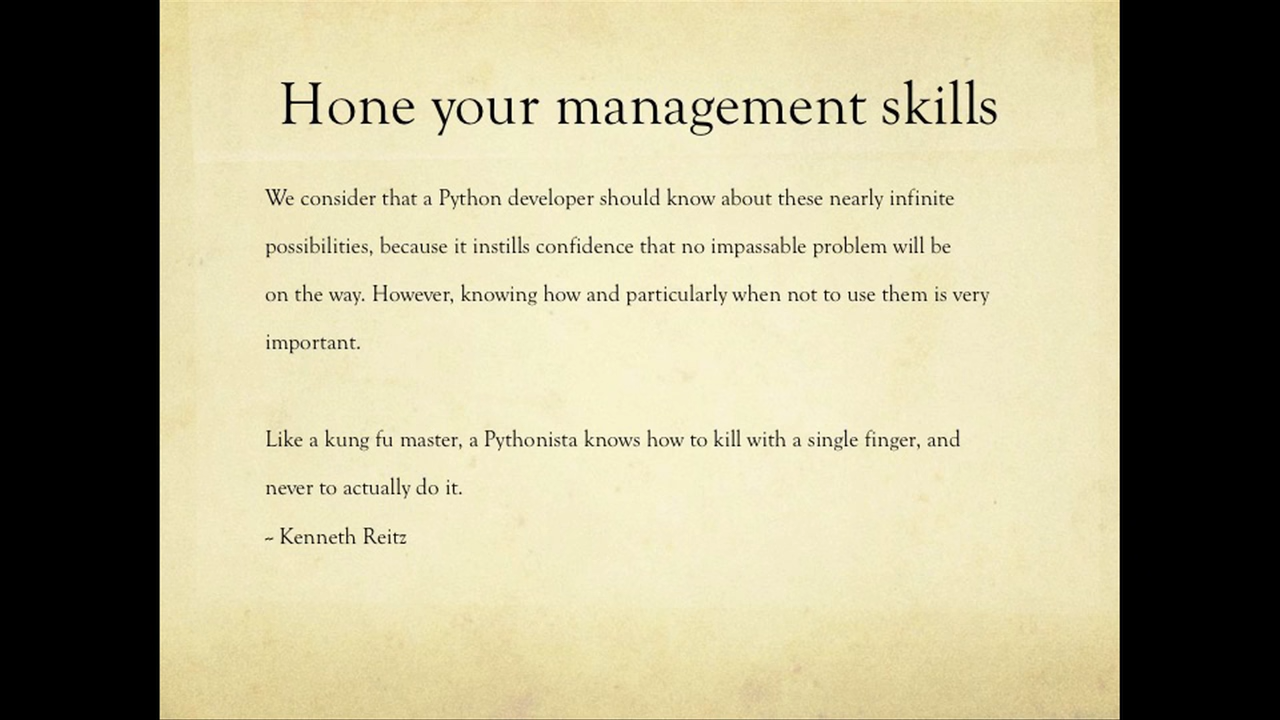 Hone your management skills
We consider that a Python developer should know about these nearly infinite
possibilities, because it instills confidence that no impassable problem will be
on the way. However, knowing how and particularly when not to use them is very
important.
Like a kung fu master, a Pythonista knows how to kill with a single finger, and
never to actually do it.
~ Kenneth Reitz